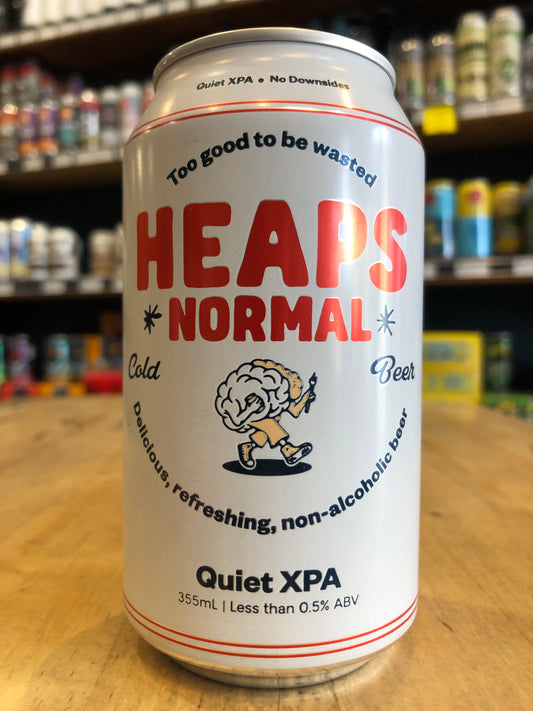 Quiet XPA • No Downsides
Too good to be wasted
HEAPS
NORMAL
Cold Beer
Delicious, refreshing, non-alcoholic beer
Quiet XPA
355mL | Less than 0.5% ABV